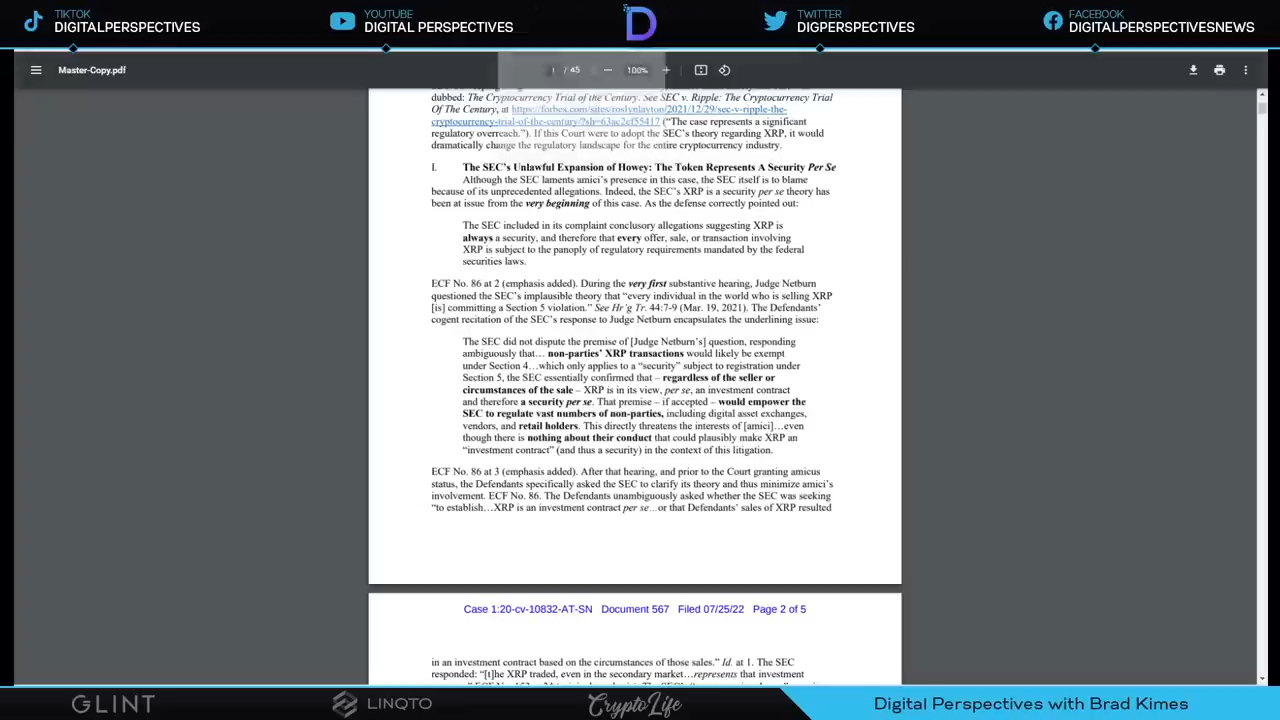 TIKTOK
DIGITALPERSPECTIVES
YOUTUBE
DIGITAL PERSPECTIVES
D
TWITTER
DIGPERSPECTIVES
FACEBOOK
DIGITALPERSPECTIVESNEWS
Master-Copy.pdf
/ 45
100%
dubbed: The Cryptocurrency Trial of the Century. See SEC v. Ripple: The Cryptocurrency Trial
Of The Century, at https://forbes.com/sites/roslynlayton/2021/12/29/sec-v-ripple-the-
cryptocurrency-trial-of-the-century/?sh=63ac2cf55417 (“The case represents a significant
regulatory overreach.”). If this Court were to adopt the SEC’s theory regarding XRP, it would
dramatically change the regulatory landscape for the entire cryptocurrency industry.
I. The SEC’s Unlawful Expansion of Howey: The Token Represents A Security Per Se
Although the SEC laments amici’s presence in this case, the SEC itself is to blame
because of its unprecedented allegations. Indeed, the SEC’s XRP is a security per se theory has
been at issue from the very beginning of this case. As the defense correctly pointed out:
The SEC included in its complaint conclusory allegations suggesting XRP is
always a security, and therefore that every offer, sale, or transaction involving
XRP is subject to the panoply of regulatory requirements mandated by the federal
securities laws.
ECF No. 86 at 2 (emphasis added). During the very first substantive hearing, Judge Netburn
questioned the SEC’s implausible theory that “every individual in the world who is selling XRP
[is] committing a Section 5 violation.” See Hr’g Tr. 44:7-9 (Mar. 19, 2021). The Defendants’
cogent recitation of the SEC’s response to Judge Netburn encapsulates the underlining issue:
The SEC did not dispute the premise of [Judge Netburn’s] question, responding
ambiguously that… non-parties’ XRP transactions would likely be exempt
under Section 4…which only applies to a “security” subject to registration under
Section 5, the SEC essentially confirmed that – regardless of the seller or
circumstances of the sale – XRP is in its view, per se, an investment contract
and therefore a security per se. That premise – if accepted – would empower the
SEC to regulate vast numbers of non-parties, including digital asset exchanges,
vendors, and retail holders. This directly threatens the interests of [amici]…even
though there is nothing about their conduct that could plausibly make XRP an
“investment contract” (and thus a security) in the context of this litigation.
ECF No. 86 at 3 (emphasis added). After that hearing, and prior to the Court granting amicus
status, the Defendants specifically asked the SEC to clarify its theory and thus minimize amici’s
involvement. ECF No. 86. The Defendants unambiguously asked whether the SEC was seeking
“to establish…XRP is an investment contract per se…or that Defendants’ sales of XRP resulted
Case 1:20-cv-10832-AT-SN Document 567 Filed 07/25/22 Page 2 of 5
in an investment contract based on the circumstances of those sales.” Id. at 1. The SEC
responded: “[t]he XRP traded, even in the secondary market…represents that investment
GLINT
LINQTO
CryptoLife
Digital Perspectives with Brad Kimes